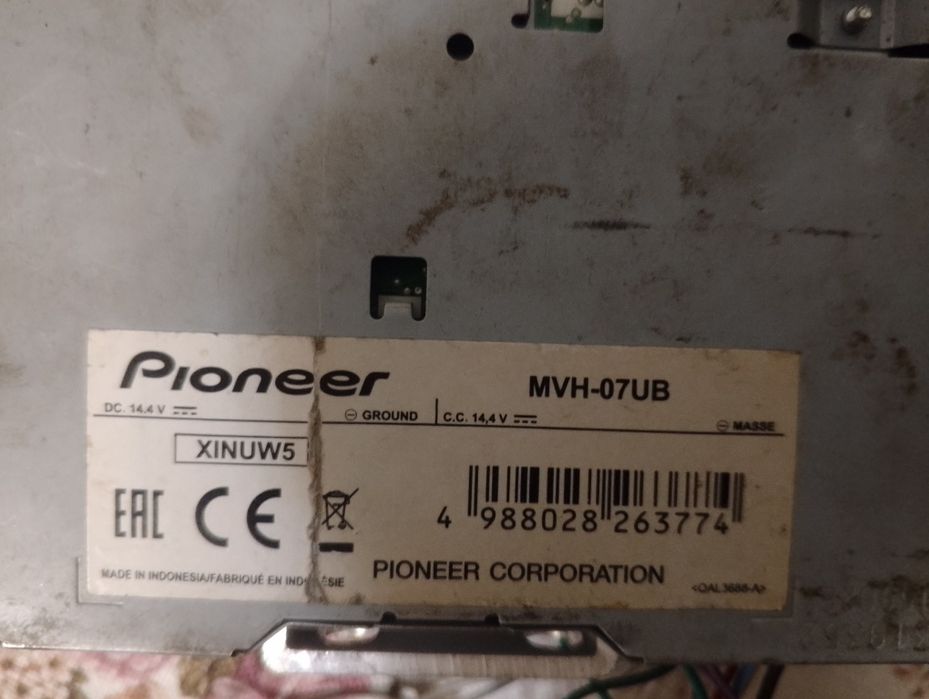 Pioneer
MVH-07UB
DC. 14.4 V ⎓ ⊖ GROUND C.C. 14,4 V ⎓ ⊖ MASSE
XINUW5
EAC CE
4 988028 263774
MADE IN INDONESIA/FABRIQUÉ EN
PIONEER CORPORATION
<QAL3688-A>